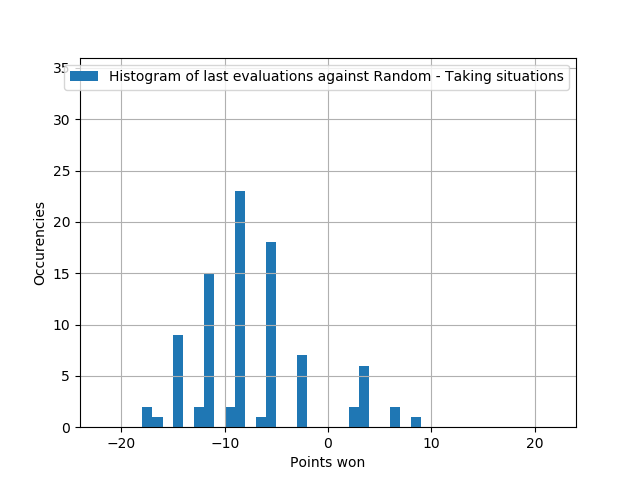 Histogram of last evaluations against Random - Taking situations
35
30
25
20
15
10
5
0
Occurencies
−20 −10 0 10 20
Points won